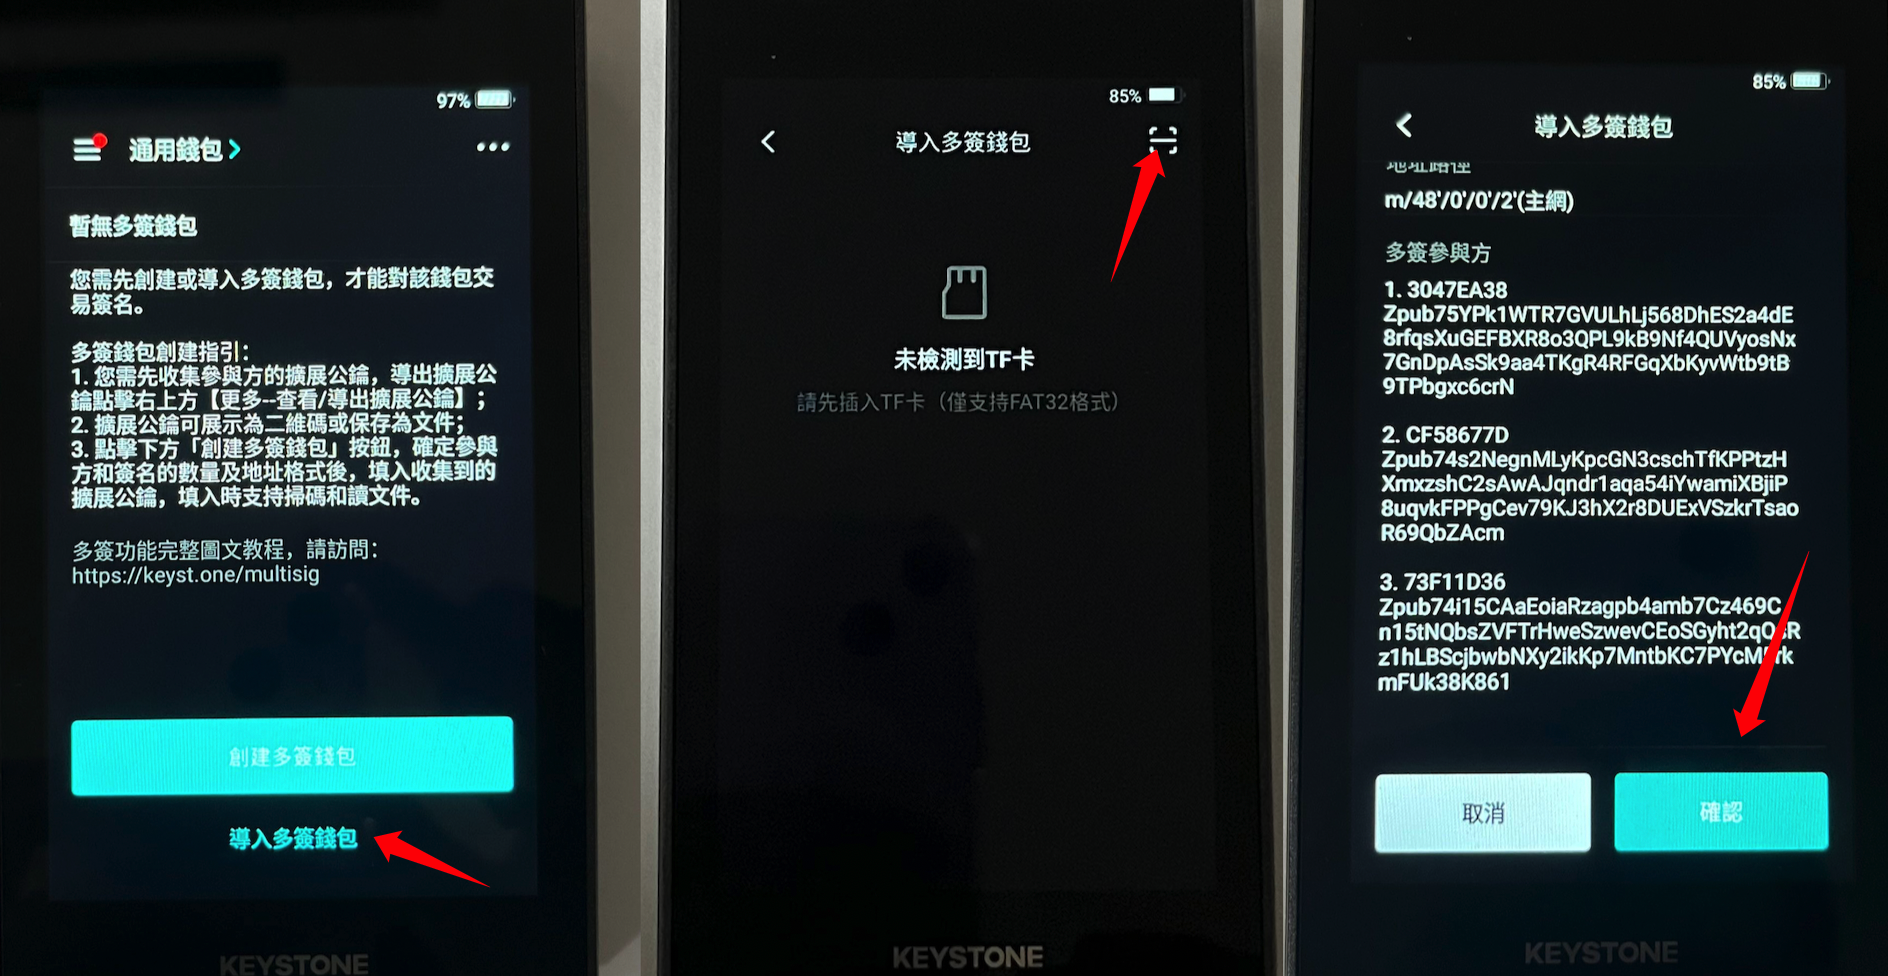 97%
通用錢包
暫無多簽錢包
您需先創建或導入多簽錢包，才能對該錢包交
易簽名。
多簽錢包創建指引：
1. 您需先收集參與方的擴展公鑰，導出擴展公
鑰點擊右上方【更多--查看/導出擴展公鑰】；
2. 擴展公鑰可展示為二維碼或保存為文件；
3. 點擊下方「創建多簽錢包」按鈕，確定參與
方和簽名的數量及地址格式後，填入收集到的
擴展公鑰，填入時支持掃碼和讀文件。
多簽功能完整圖文教程，請訪問：
https://keyst.one/multisig
創建多簽錢包
導入多簽錢包
KEYSTONE
85%
導入多簽錢包
未檢測到TF卡
請先插入TF卡（僅支持FAT32格式）
KEYSTONE
85%
導入多簽錢包
地址路徑
m/48'/0'/0'/2'(主網)
多簽參與方
1. 3047EA38
Zpub75YPk1WTR7GVULhLj568DhES2a4dE
8rfqsXuGEFBXR8o3QPL9kB9Nf4QUVyosNx
7GnDpAsSk9aa4TKgR4RFGqXbKyvWtb9tB
9TPbgxc6crN
2. CF58677D
Zpub74s2NegnMLyKpcGN3cschTfKPPtzH
XmxzshC2sAwAJqndr1aqa54iYwamiXBjiP
8uqvkFPPgCev79KJ3hX2r8DUExVSzkrTsao
R69QbZAcm
3. 73F11D36
Zpub74i15CAaEoiaRzagpb4amb7Cz469C
mFUk38K861
取消
確認
KEYSTONE